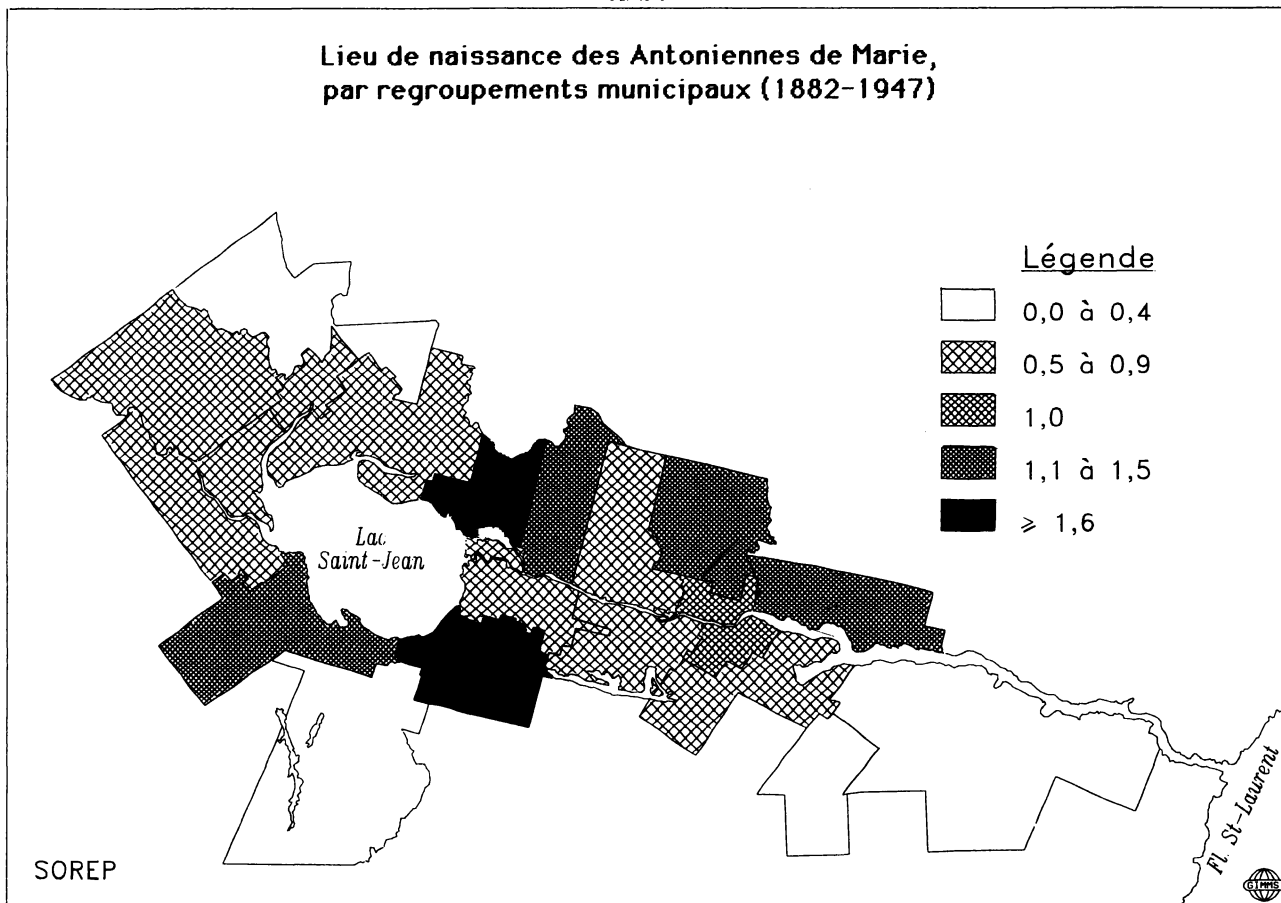 Lieu de naissance des Antoniennes de Marie,
par regroupements municipaux (1882-1947)
Légende
0,0 à 0,4
0,5 à 0,9
1,0
1,1 à 1,5
⩾ 1,6
Lac
Saint-Jean
Fl. St-Laurent
SOREP
GIMMS